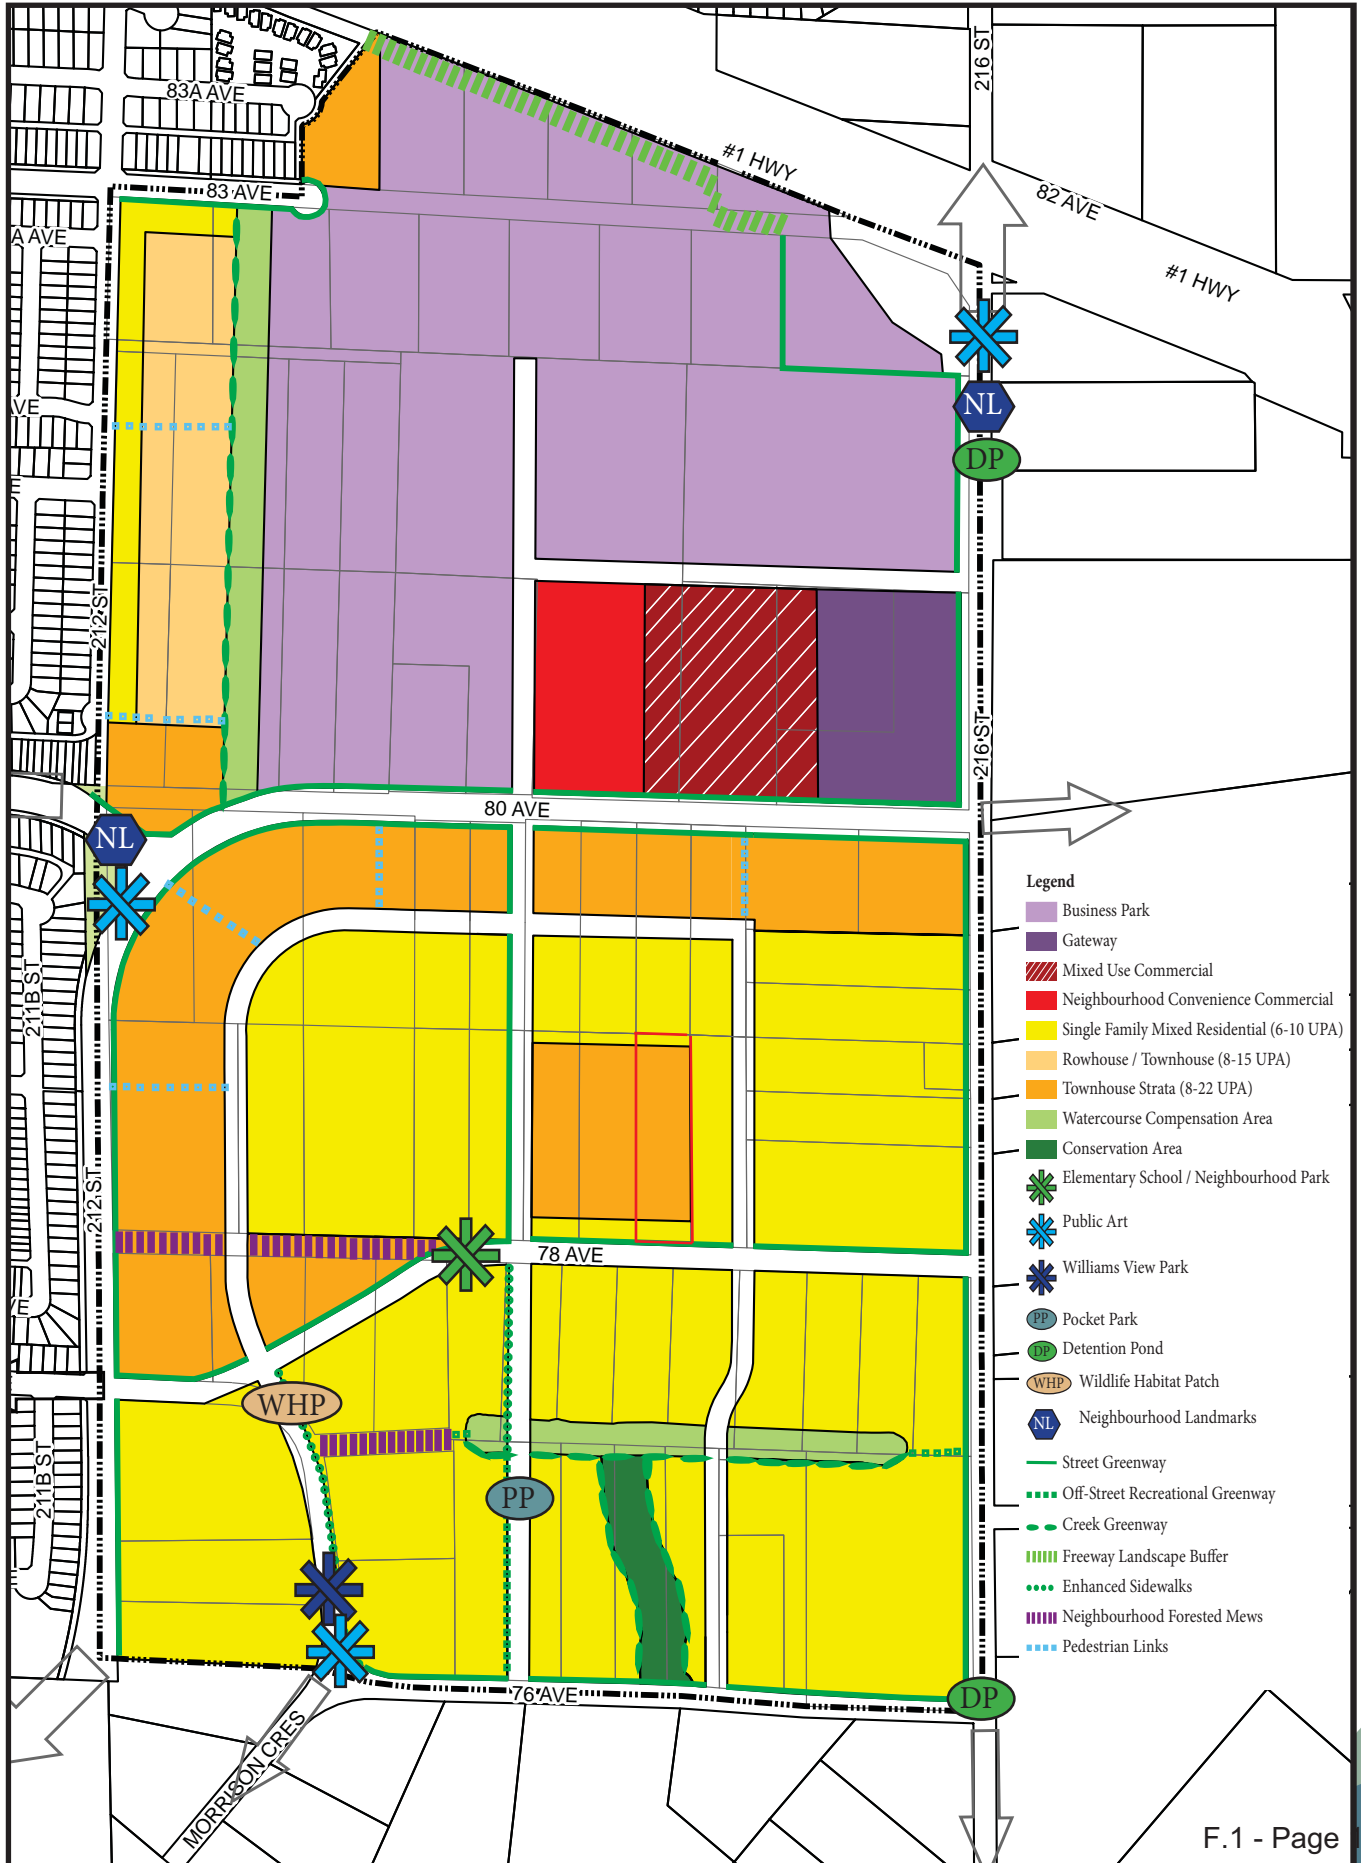 216 ST
83A AVE
#1 HWY
82 AVE
83 AVE
A AVE
#1 HWY
NL
VE
DP
E
212 ST
216 ST
80 AVE
NL
Legend
Business Park
Gateway
Mixed Use Commercial
Neighbourhood Convenience Commercial
Single Family Mixed Residential (6-10 UPA)
Rowhouse / Townhouse (8-15 UPA)
Townhouse Strata (8-22 UPA)
Watercourse Compensation Area
Conservation Area
Elementary School / Neighbourhood Park
Public Art
Williams View Park
PP Pocket Park
DP Detention Pond
WHP Wildlife Habitat Patch
NL Neighbourhood Landmarks
Street Greenway
Off-Street Recreational Greenway
Creek Greenway
Freeway Landscape Buffer
Enhanced Sidewalks
Neighbourhood Forested Mews
Pedestrian Links
211B ST
212 ST
78 AVE
VE
WHP
211B ST
PP
76 AVE
DP
MORRISON CRES
F.1 - Page